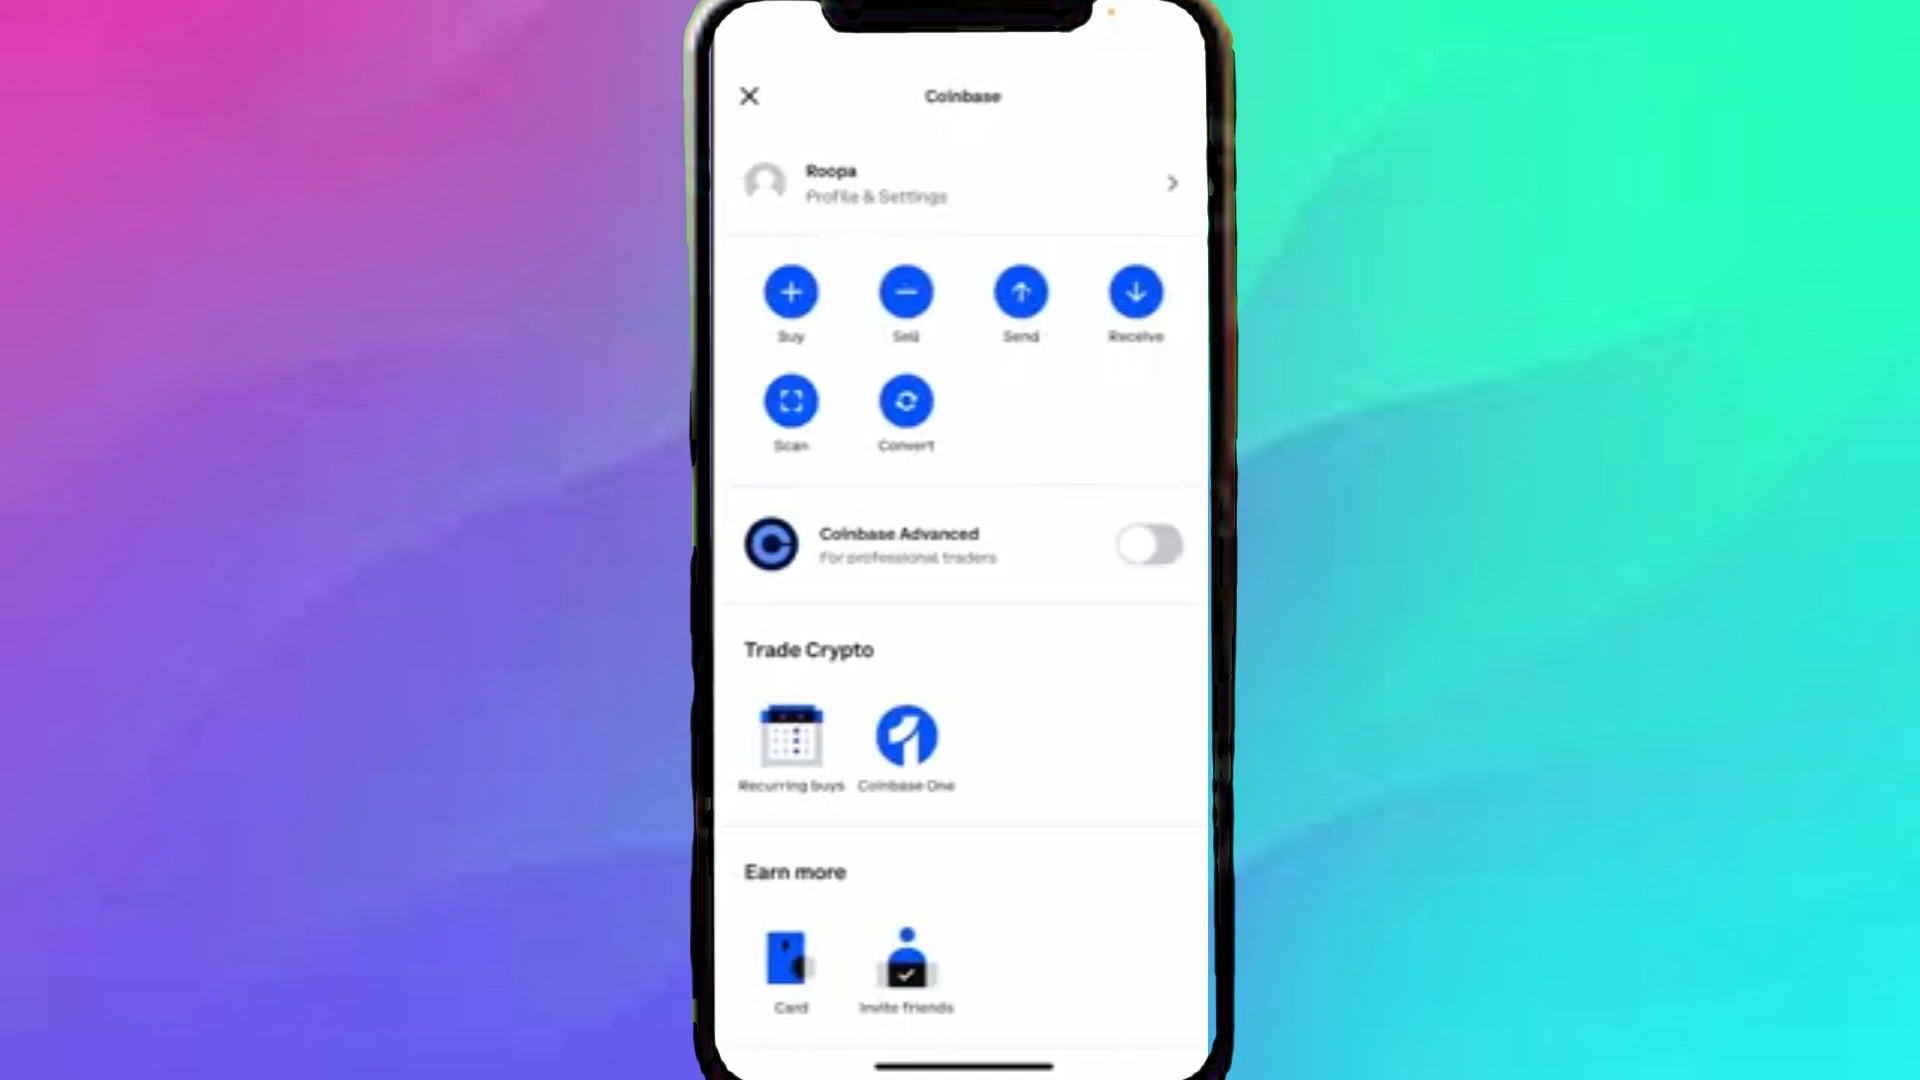 Coinbase
Roopa
Profile & Settings
Buy Sell Send Receive
Scan Convert
Coinbase Advanced
For professional traders
Trade Crypto
Recurring buys Coinbase One
Earn more
Card Invite friends